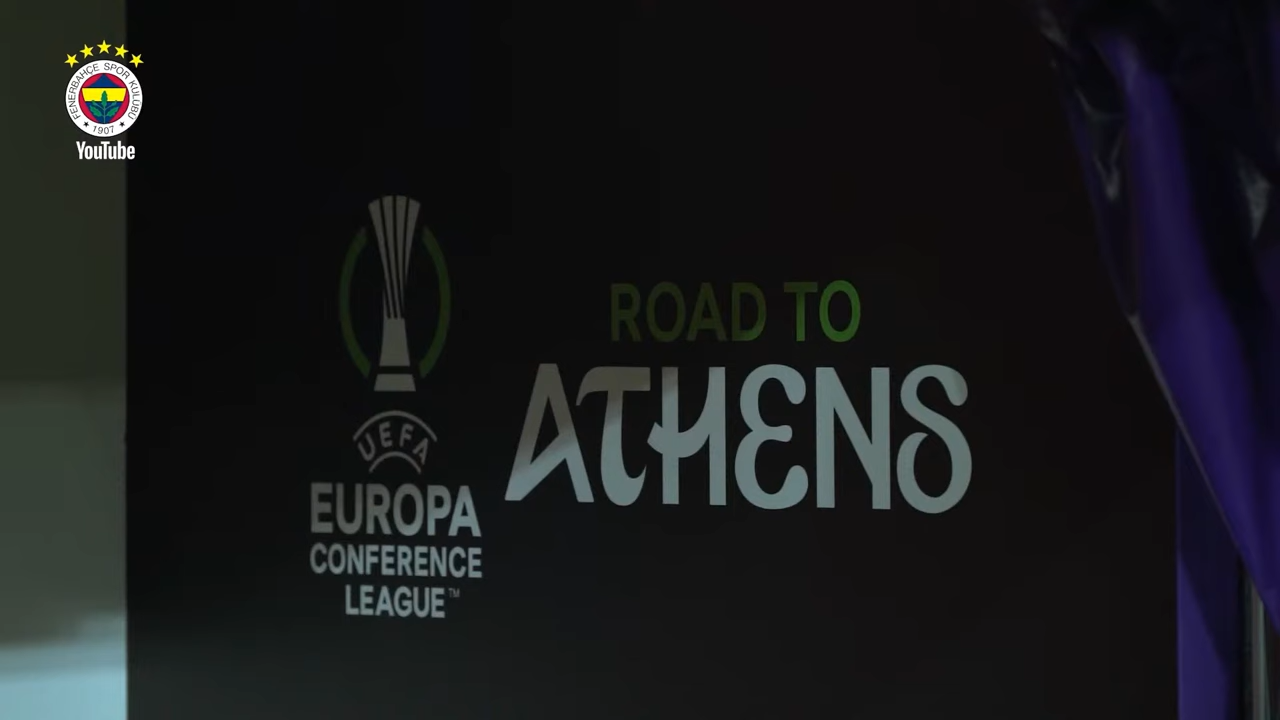 FENERBAHÇE SPOR KULÜBÜ
★ 1907 ★
YouTube
UEFA
EUROPA
CONFERENCE
LEAGUE™
ROAD TO
ATHENS